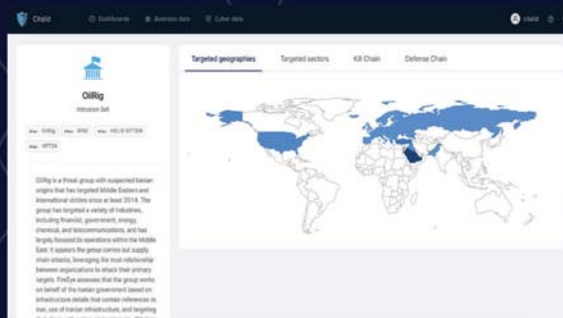 Citalid
Dashboards
Business data
Cyber data
citalid
OilRig
Intrusion Set
OilRig
HELIX KITTEN
APT34
OilRig is a threat group with suspected Iranian
origins that has targeted Middle Eastern and
international victims since at least 2014. The
group has targeted a variety of industries,
including financial, government, energy,
chemical, and telecommunications, and has
largely focused its operations within the Middle
East. It appears the group carries out supply
chain attacks, leveraging the trust relationship
between organizations to attack their primary
targets. FireEye assesses that the group works
on behalf of the Iranian government based on
infrastructure details that contain references to
Iran, use of Iranian infrastructure, and targeting
Targeted geographies
Targeted sectors
Kill Chain
Defense Chain